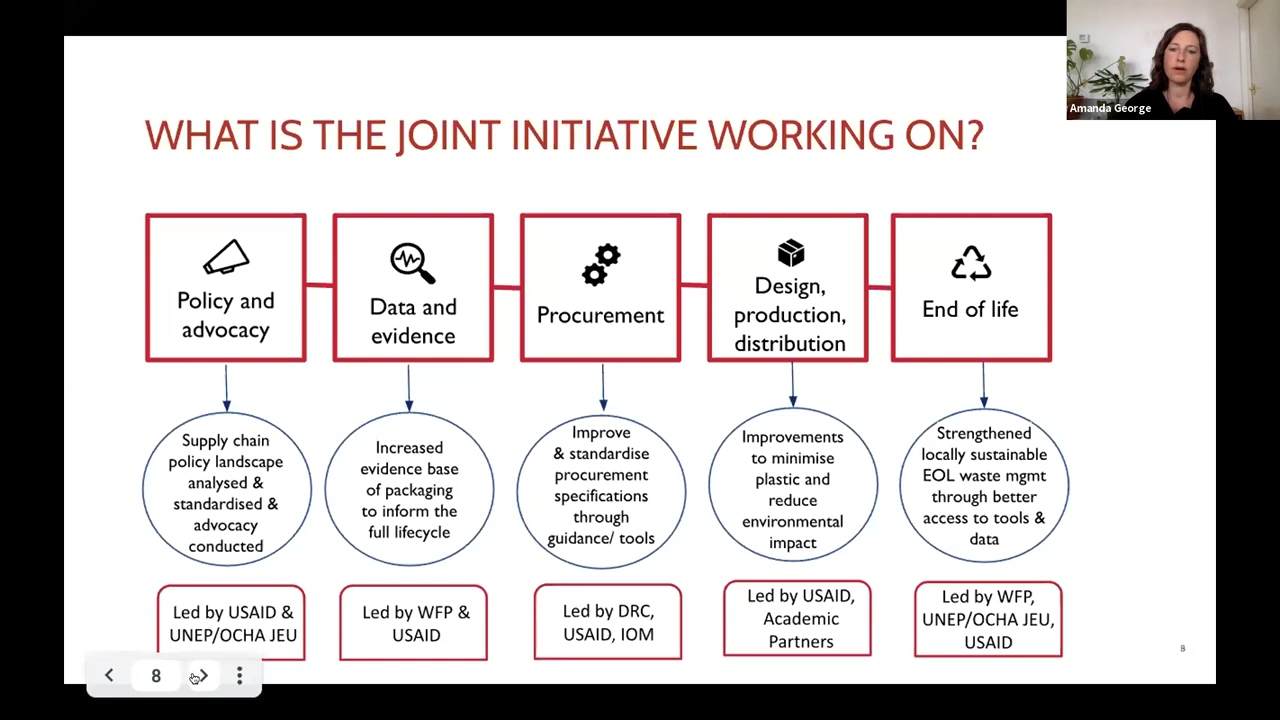 Amanda George
WHAT IS THE JOINT INITIATIVE WORKING ON?
Policy and
advocacy
Data and
evidence
Procurement
Design,
production,
distribution
End of life
Supply chain
policy landscape
analysed &
standardised &
advocacy
conducted
Increased
evidence base
of packaging
to inform the
full lifecycle
Improve
& standardise
procurement
specifications
through
guidance/ tools
Improvements
to minimise
plastic and
reduce
environmental
impact
Strengthened
locally sustainable
EOL waste mgmt
through better
access to tools &
data
Led by USAID &
UNEP/OCHA JEU
Led by WFP &
USAID
Led by DRC,
USAID, IOM
Led by USAID,
Academic
Partners
Led by WFP,
UNEP/OCHA JEU,
USAID
8
8